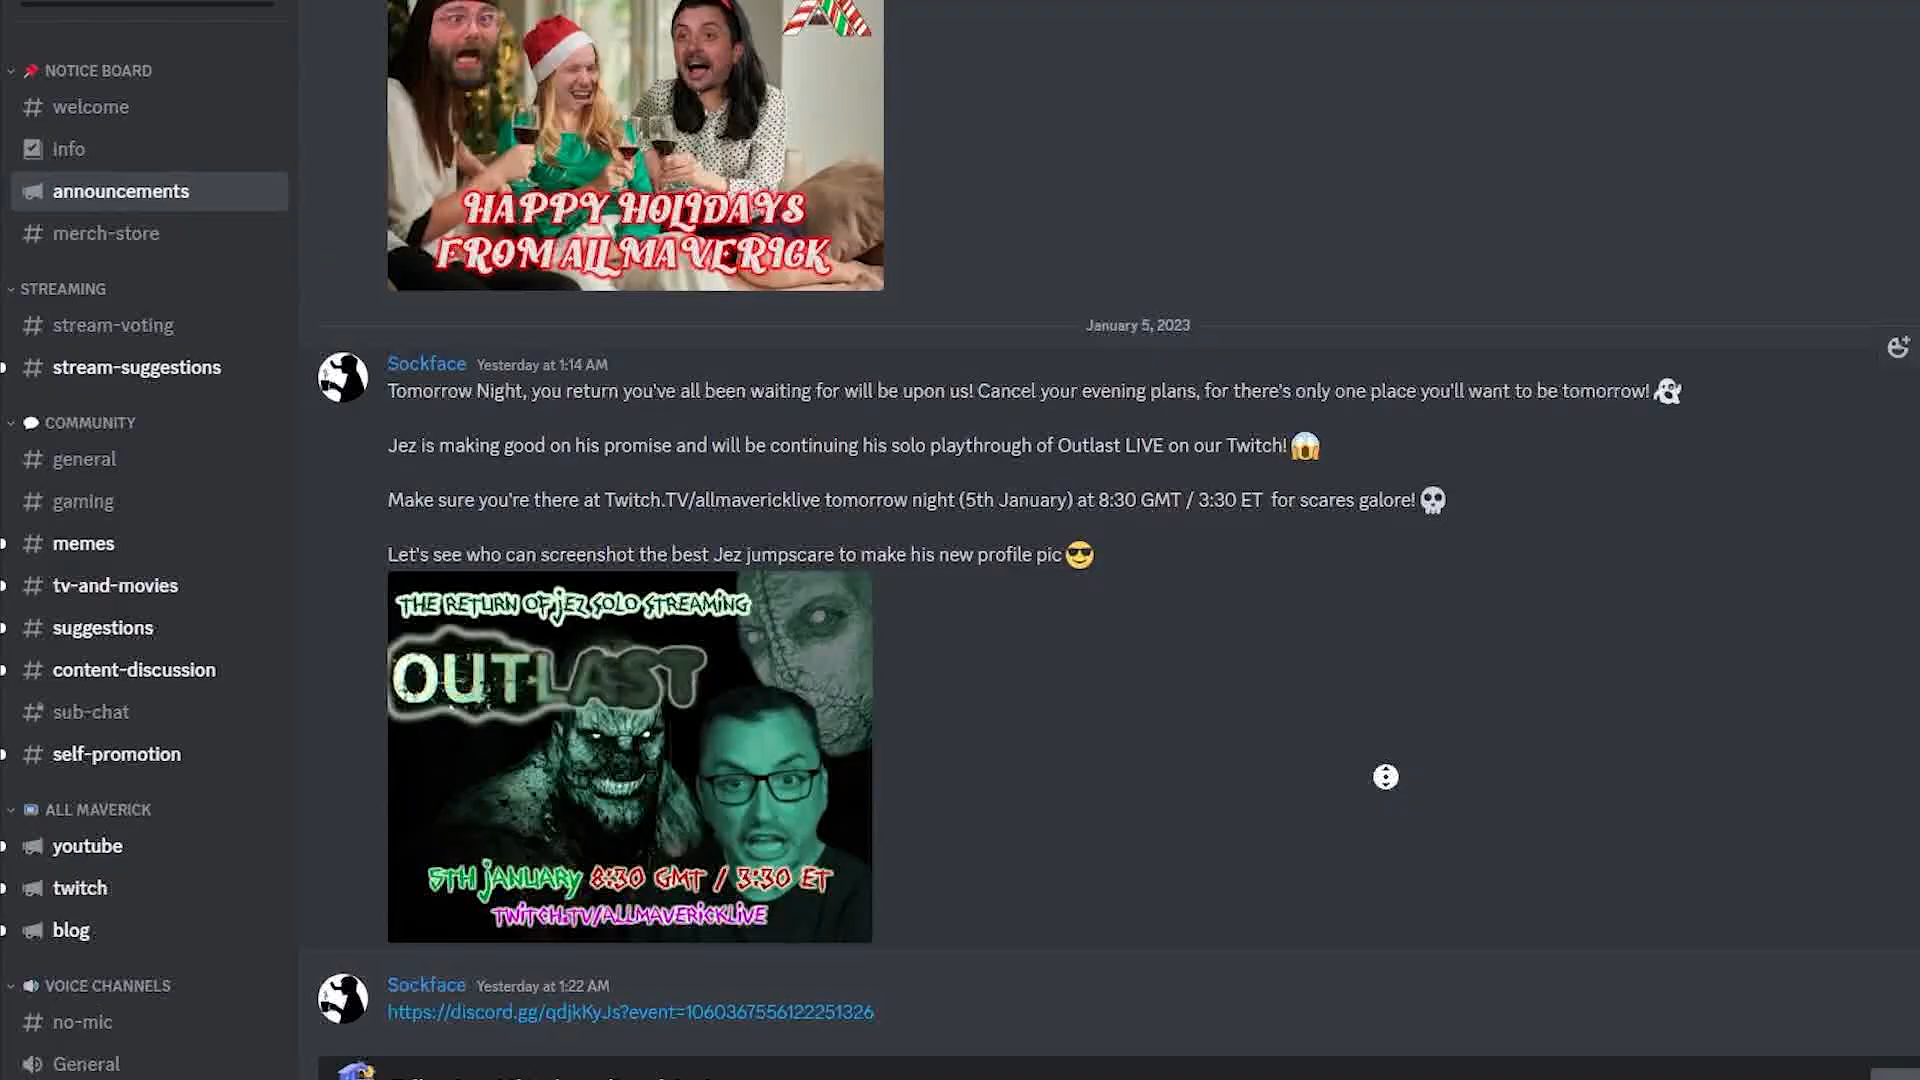 NOTICE BOARD
welcome
info
announcements
merch-store
STREAMING
stream-voting
stream-suggestions
COMMUNITY
general
gaming
memes
tv-and-movies
suggestions
content-discussion
sub-chat
self-promotion
ALL MAVERICK
youtube
twitch
blog
VOICE CHANNELS
no-mic
General
HAPPY HOLIDAYS
FROM ALL MAVERICK
January 5, 2023
Sockface Yesterday at 1:14 AM
Tomorrow Night, you return you've all been waiting for will be upon us! Cancel your evening plans, for there's only one place you'll want to be tomorrow!
Jez is making good on his promise and will be continuing his solo playthrough of Outlast LIVE on our Twitch!
Make sure you're there at Twitch.TV/allmavericklive tomorrow night (5th January) at 8:30 GMT / 3:30 ET for scares galore!
Let's see who can screenshot the best Jez jumpscare to make his new profile pic
THE RETURN OF JEZ SOLO STREAMING
OUTLAST
5TH JANUARY 8:30 GMT / 3:30 ET
TWITCH.TV/ALLMAVERICKLIVE
Sockface Yesterday at 1:22 AM
https://discord.gg/qdjkKyJs?event=1060367556122251326